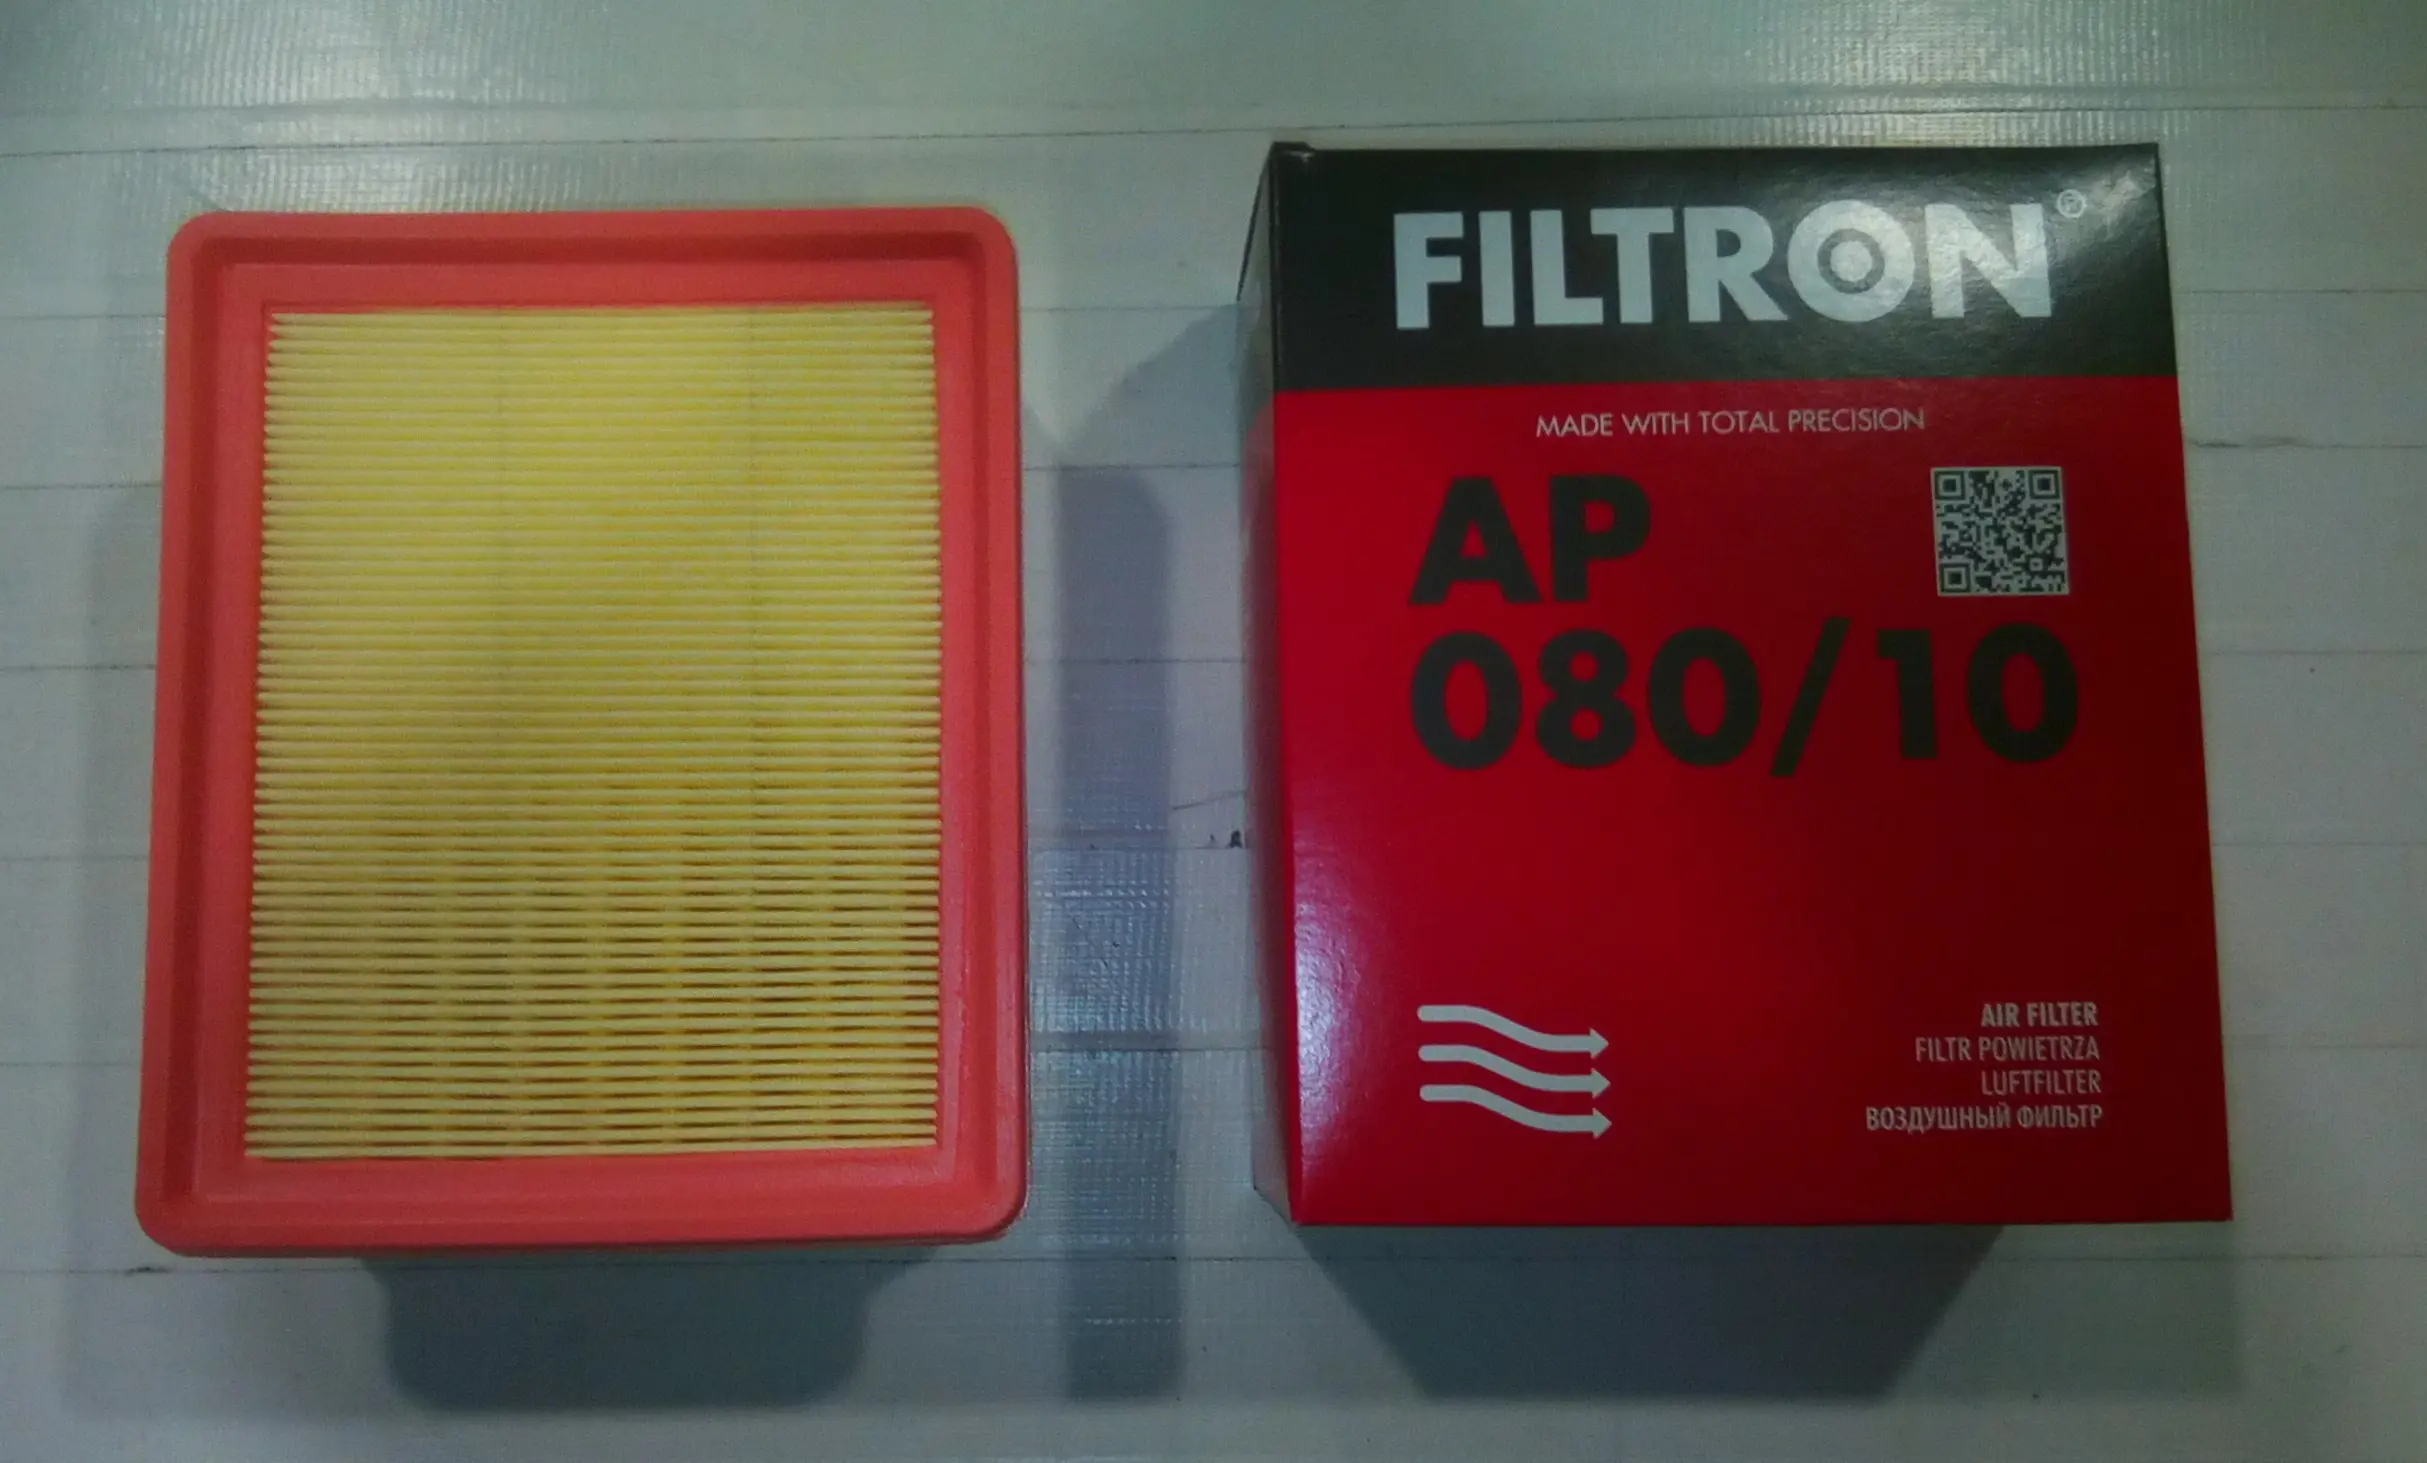 FILTRON®
MADE WITH TOTAL PRECISION
AP
080/10
AIR FILTER
FILTR POWIETRZA
LUFTFILTER
ВОЗДУШНЫЙ ФИЛЬТР